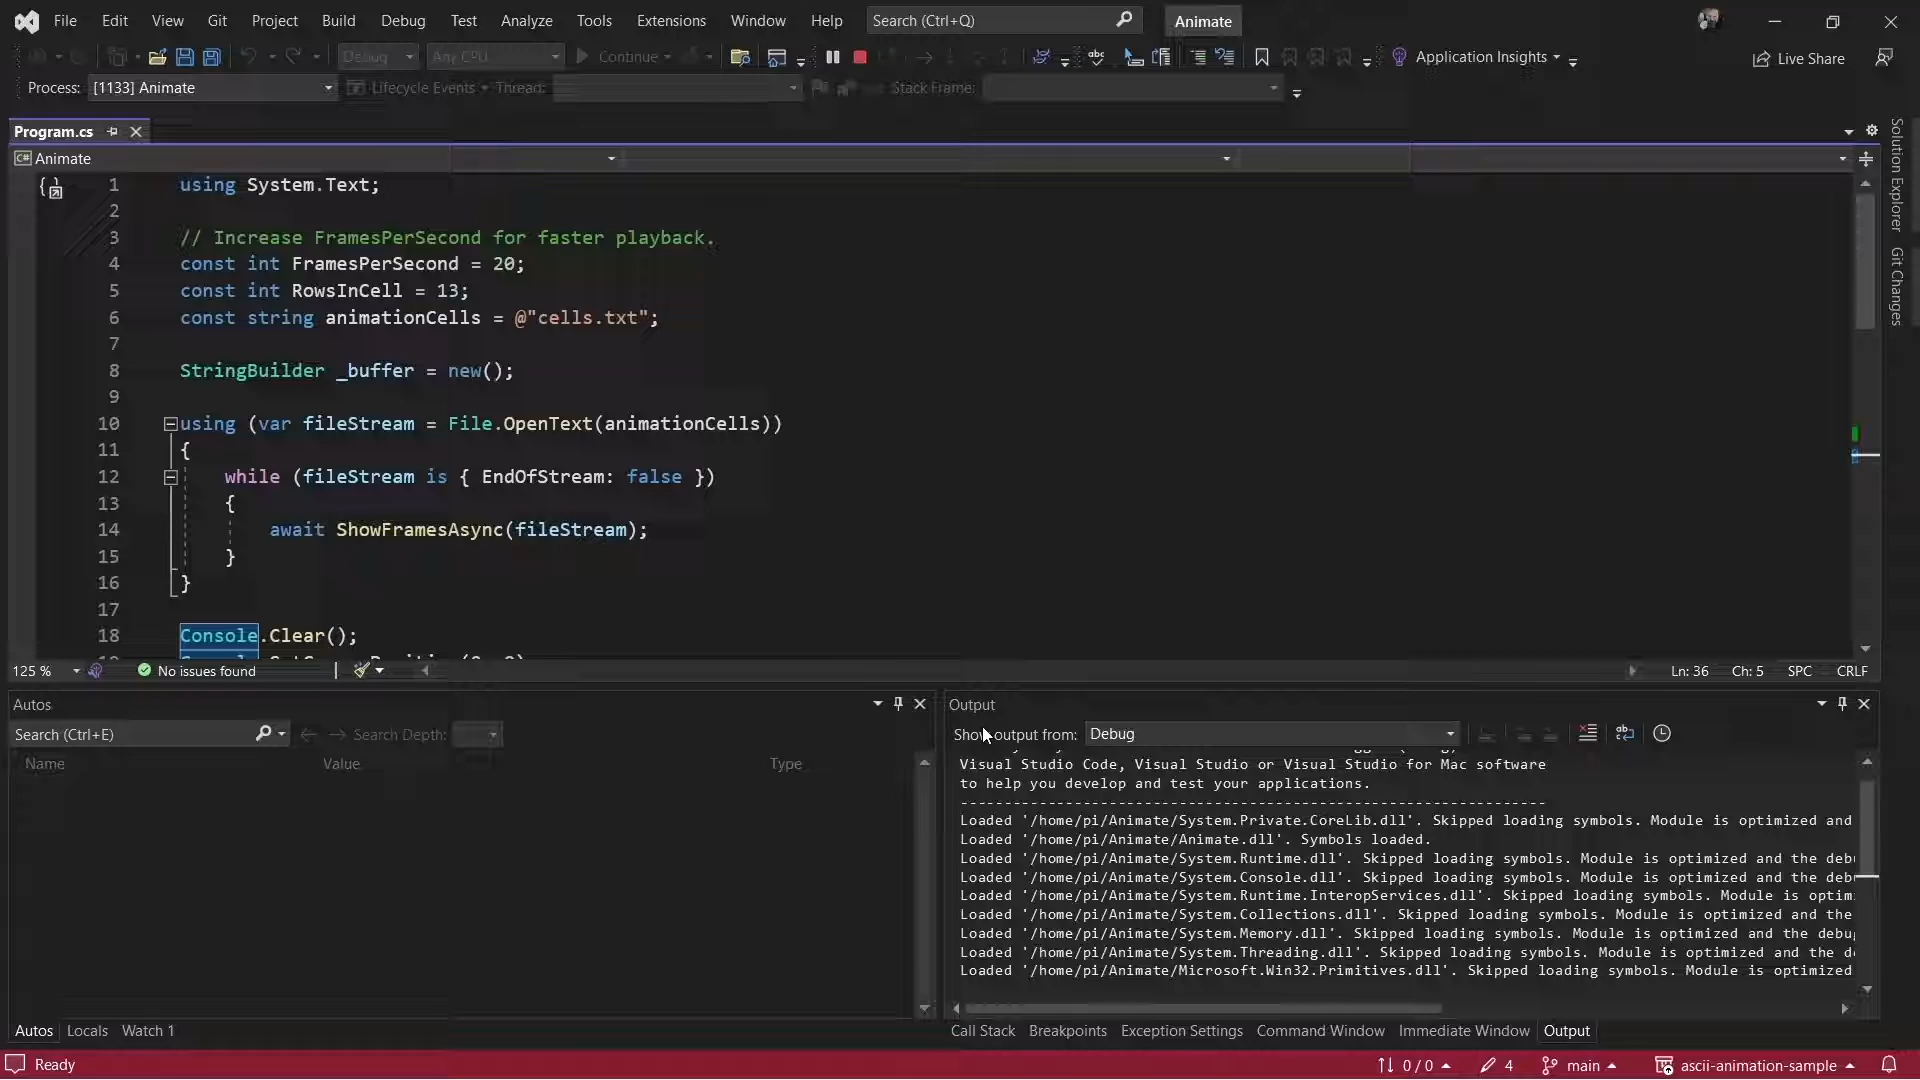 File Edit View Git Project Build Debug Test Analyze Tools Extensions Window Help Search (Ctrl+Q) Animate
Debug Any CPU Continue Application Insights Live Share
Process: [1133] Animate Lifecycle Events Thread: Stack Frame:
Program.cs
C# Animate
1 using System.Text;
2
3 // Increase FramesPerSecond for faster playback.
4 const int FramesPerSecond = 20;
5 const int RowsInCell = 13;
6 const string animationCells = @"cells.txt";
7
8 StringBuilder _buffer = new();
9
10 using (var fileStream = File.OpenText(animationCells))
11 {
12 while (fileStream is { EndOfStream: false })
13 {
14 await ShowFramesAsync(fileStream);
15 }
16 }
17
18 Console.Clear();
Solution Explorer
Git Changes
125 % No issues found Ln: 36 Ch: 5 SPC CRLF
Autos
Search (Ctrl+E) Search Depth:
Name Value Type
Autos Locals Watch 1
Output
Show output from: Debug
Visual Studio Code, Visual Studio or Visual Studio for Mac software
to help you develop and test your applications.
-------------------------------------------------------------------
Loaded '/home/pi/Animate/System.Private.CoreLib.dll'. Skipped loading symbols. Module is optimized and
Loaded '/home/pi/Animate/Animate.dll'. Symbols loaded.
Loaded '/home/pi/Animate/System.Runtime.dll'. Skipped loading symbols. Module is optimized and the deb
Loaded '/home/pi/Animate/System.Console.dll'. Skipped loading symbols. Module is optimized and the deb
Loaded '/home/pi/Animate/System.Runtime.InteropServices.dll'. Skipped loading symbols. Module is optim
Loaded '/home/pi/Animate/System.Collections.dll'. Skipped loading symbols. Module is optimized and the
Loaded '/home/pi/Animate/System.Memory.dll'. Skipped loading symbols. Module is optimized and the debu
Loaded '/home/pi/Animate/System.Threading.dll'. Skipped loading symbols. Module is optimized and the d
Loaded '/home/pi/Animate/Microsoft.Win32.Primitives.dll'. Skipped loading symbols. Module is optimized
Call Stack Breakpoints Exception Settings Command Window Immediate Window Output
Ready 0 / 0 4 main ascii-animation-sample